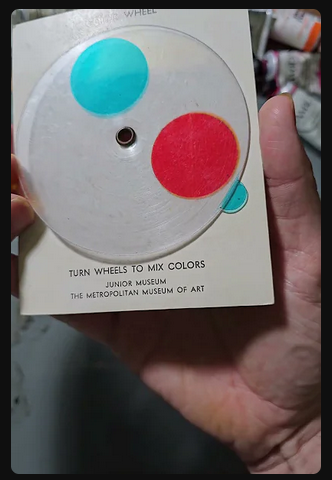 WHEEL
TURN WHEELS TO MIX COLORS
JUNIOR MUSEUM
THE METROPOLITAN MUSEUM OF ART